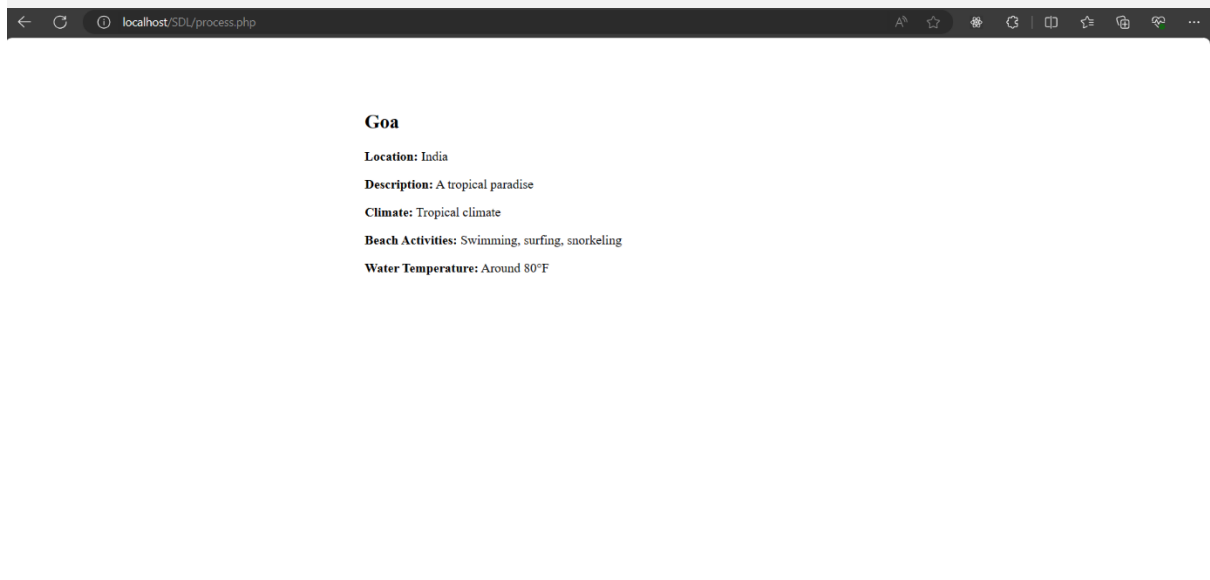 localhost/SDL/process.php
Goa
Location: India
Description: A tropical paradise
Climate: Tropical climate
Beach Activities: Swimming, surfing, snorkeling
Water Temperature: Around 80°F